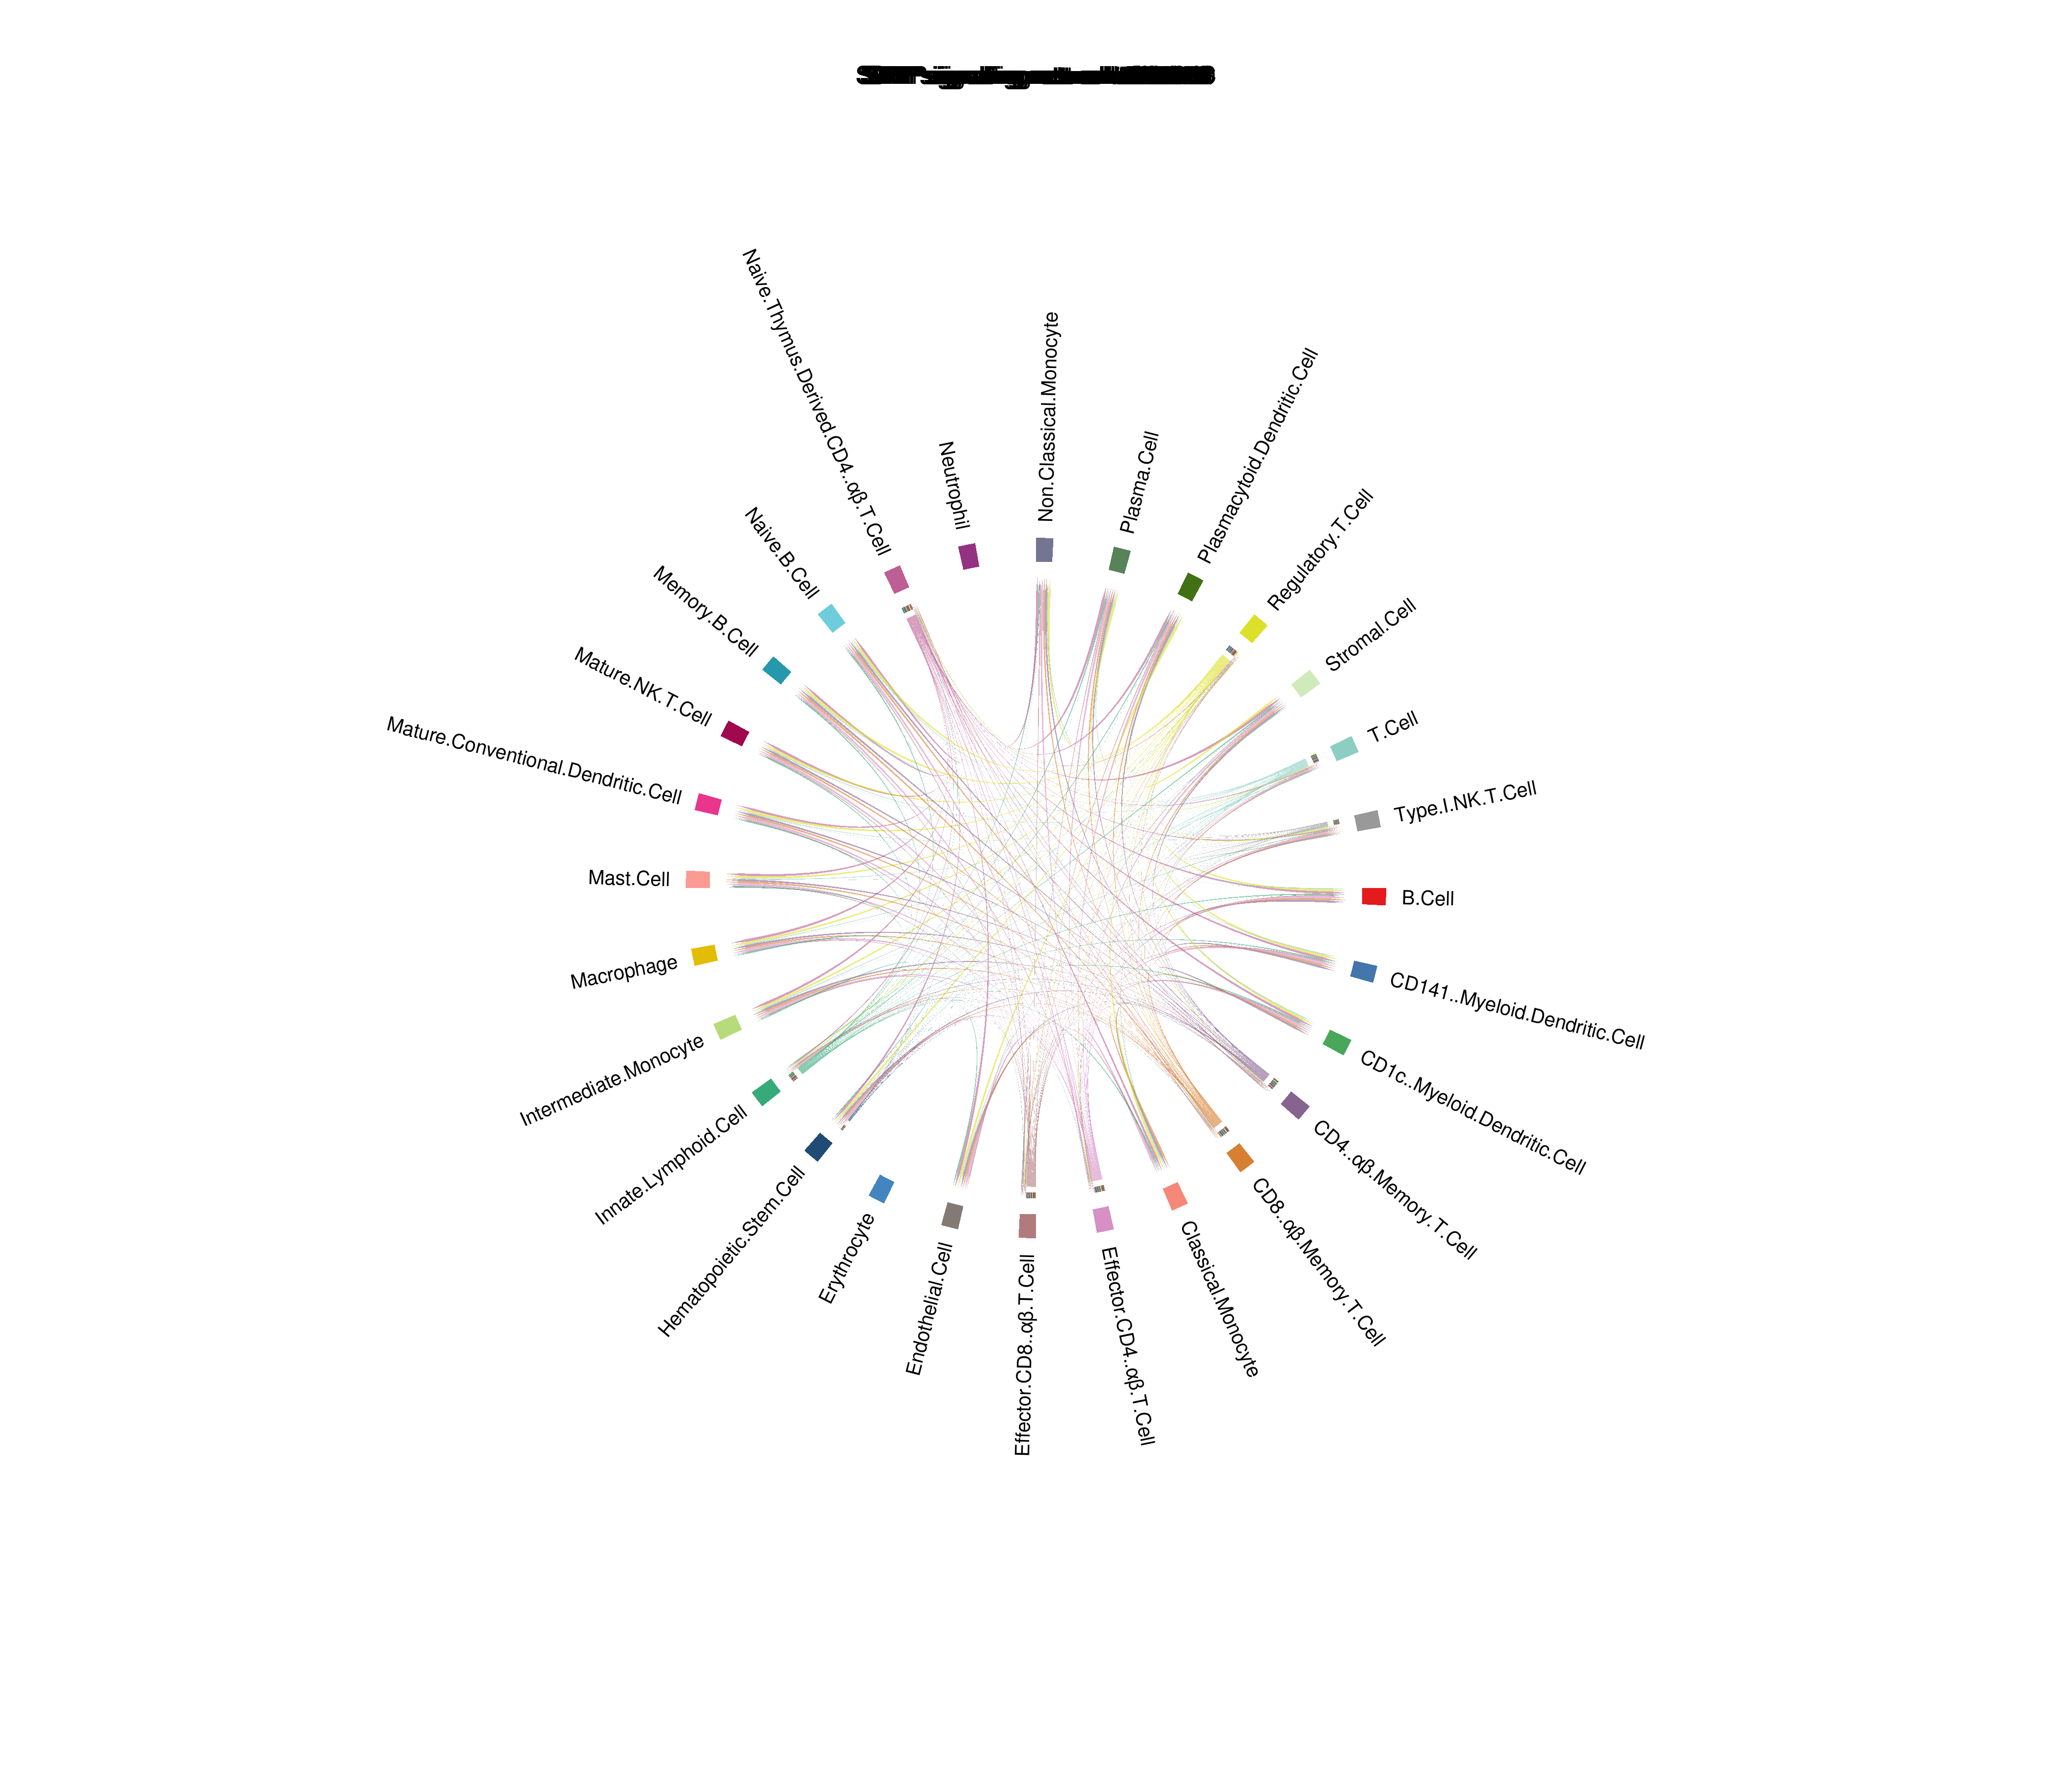 Non.Classical.Monocyte
Plasma.Cell
Plasmacytoid.Dendritic.Cell
Regulatory.T.Cell
Stromal.Cell
T.Cell
Type.I.NK.T.Cell
B.Cell
CD141..Myeloid.Dendritic.Cell
CD1c..Myeloid.Dendritic.Cell
CD4..αβ.Memory.T.Cell
CD8..αβ.Memory.T.Cell
Classical.Monocyte
Effector.CD4..αβ.T.Cell
Effector.CD8..αβ.T.Cell
Endothelial.Cell
Erythrocyte
Hematopoietic.Stem.Cell
Innate.Lymphoid.Cell
Intermediate.Monocyte
Macrophage
Mast.Cell
Mature.Conventional.Dendritic.Cell
Mature.NK.T.Cell
Memory.B.Cell
Naive.B.Cell
Naive.Thymus.Derived.CD4..αβ.T.Cell
Neutrophil